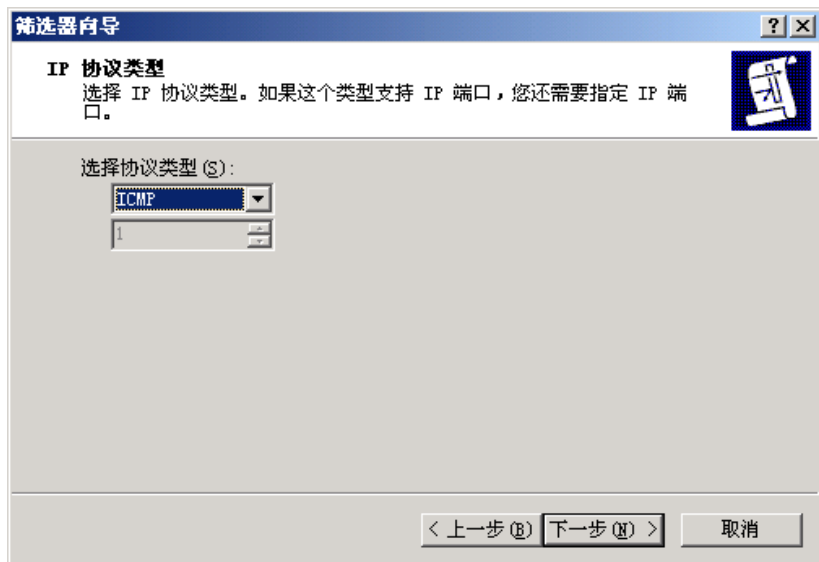 筛选器向导
IP 协议类型
选择 IP 协议类型。如果这个类型支持 IP 端口，您还需要指定 IP 端
口。
选择协议类型(S):
ICMP
1
< 上一步(B) 下一步(N) > 取消